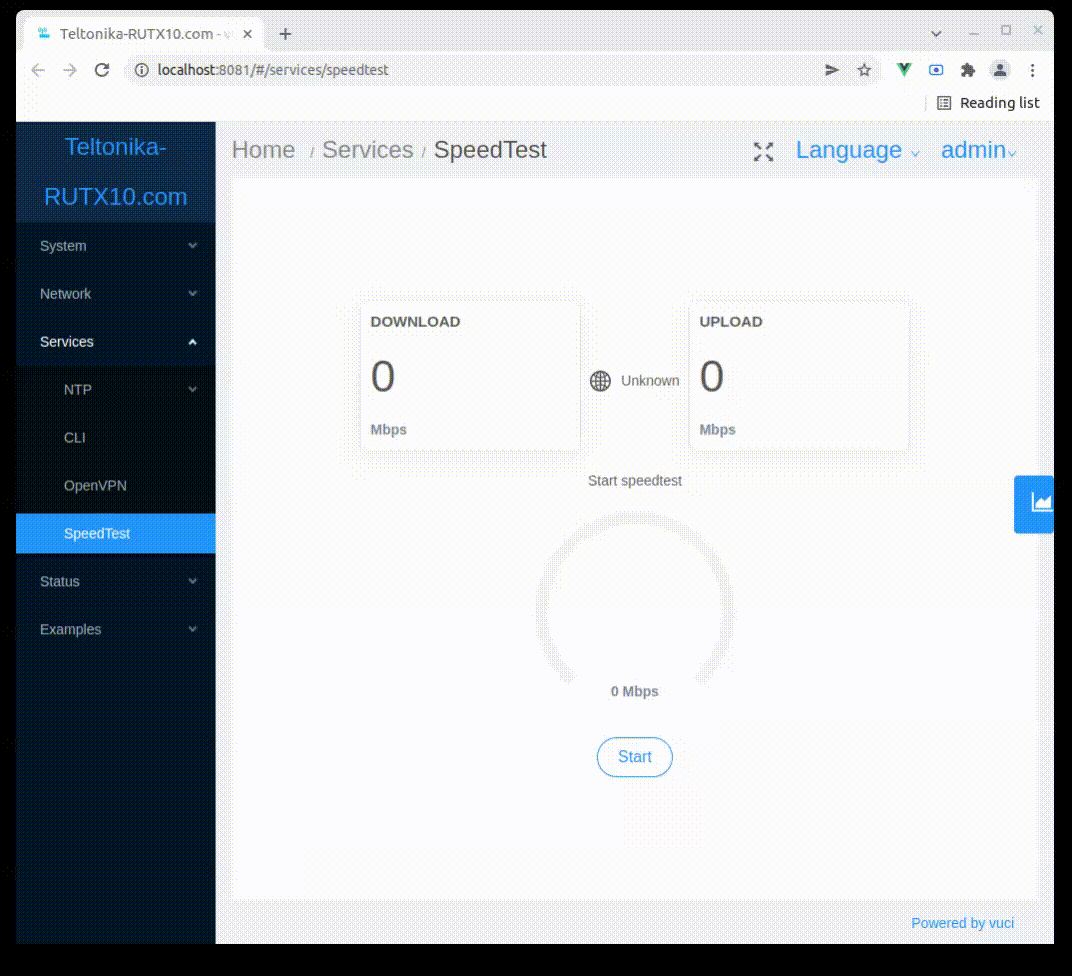 Teltonika-RUTX10.com -
localhost:8081/#/services/speedtest
Reading list
Teltonika-
RUTX10.com
Home / Services / SpeedTest
Language
admin
System
Network
Services
NTP
CLI
OpenVPN
SpeedTest
Status
Examples
DOWNLOAD
0
Mbps
Unknown
UPLOAD
0
Mbps
Start speedtest
0 Mbps
Start
Powered by vuci